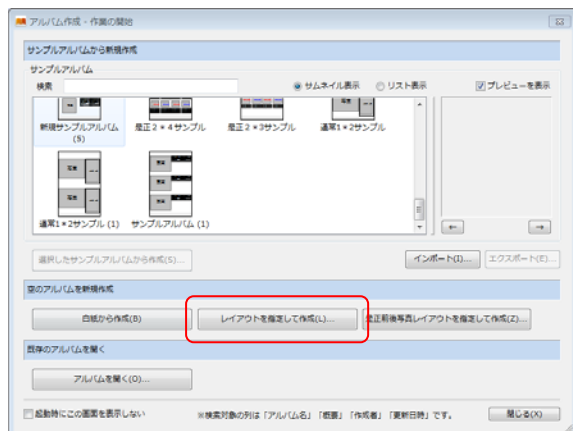 アルバム作成 - 作業の開始
サンプルアルバムから新規作成
サンプルアルバム
検索
サムネイル表示
リスト表示
プレビューを表示
新規サンプルアルバム (5)
是正2*4サンプル
是正2*3サンプル
通常1*2サンプル
通常1*2サンプル (1)
サンプルアルバム (1)
選択したサンプルアルバムから作成(S)...
インポート(I)...
エクスポート(E)...
空のアルバムを新規作成
白紙から作成(B)
レイアウトを指定して作成(L)...
是正前後写真レイアウトを指定して作成(Z)...
既存のアルバムを開く
アルバムを開く(O)...
起動時にこの画面を表示しない
※検索対象の列は「アルバム名」「概要」「作成者」「更新日時」です。
閉じる(X)